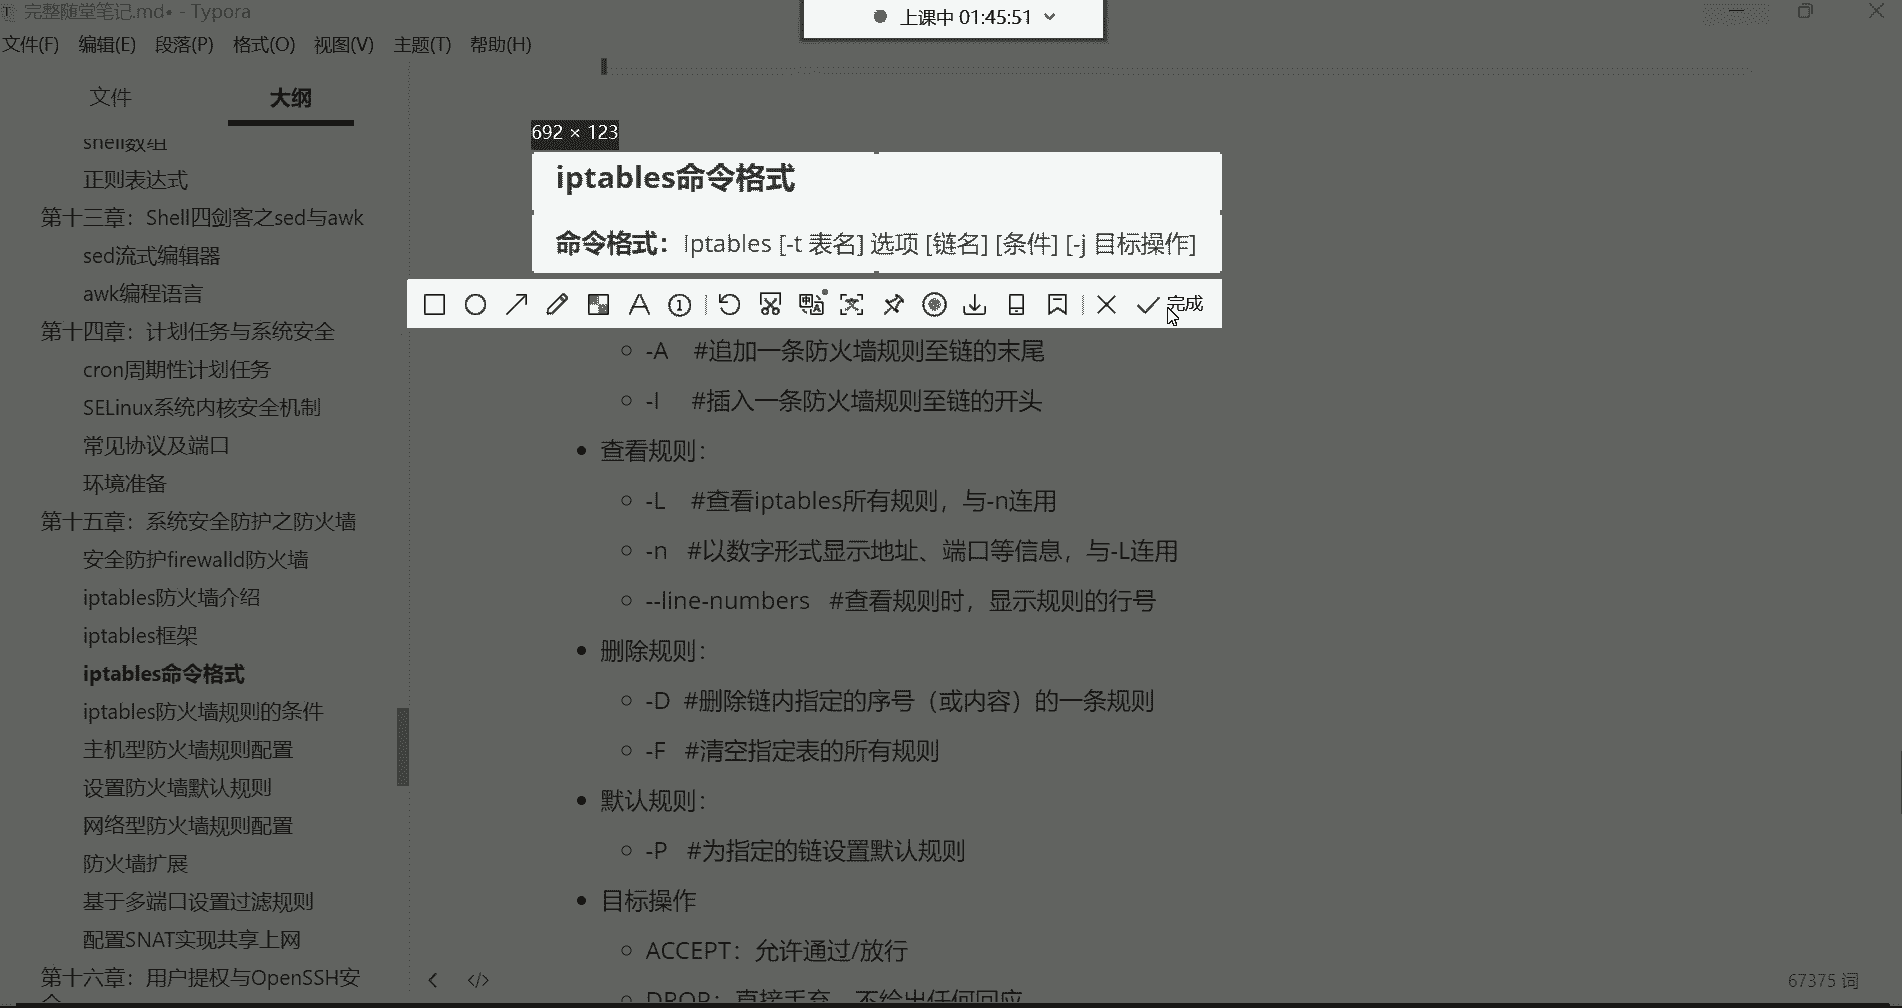 完整随堂笔记.md• - Typora
上课中 01:45:51
文件(F) 编辑(E) 段落(P) 格式(O) 视图(V) 主题(T) 帮助(H)
文件 大纲
shell数组
正则表达式
第十三章：Shell四剑客之sed与awk
sed流式编辑器
awk编程语言
第十四章：计划任务与系统安全
cron周期性计划任务
SELinux系统内核安全机制
常见协议及端口
环境准备
第十五章：系统安全防护之防火墙
安全防护firewalld防火墙
iptables防火墙介绍
iptables框架
iptables命令格式
iptables防火墙规则的条件
主机型防火墙规则配置
设置防火墙默认规则
网络型防火墙规则配置
防火墙扩展
基于多端口设置过滤规则
配置SNAT实现共享上网
第十六章：用户提权与OpenSSH安
692 × 123
iptables命令格式
命令格式：iptables [-t 表名] 选项 [链名] [条件] [-j 目标操作]
完成
-A #追加一条防火墙规则至链的末尾
-I #插入一条防火墙规则至链的开头
查看规则：
-L #查看iptables所有规则，与-n连用
-n #以数字形式显示地址、端口等信息，与-L连用
--line-numbers #查看规则时，显示规则的行号
删除规则：
-D #删除链内指定的序号（或内容）的一条规则
-F #清空指定表的所有规则
默认规则：
-P #为指定的链设置默认规则
目标操作
ACCEPT：允许通过/放行
DROP：直接丢弃，不给出任何回应
67375 词